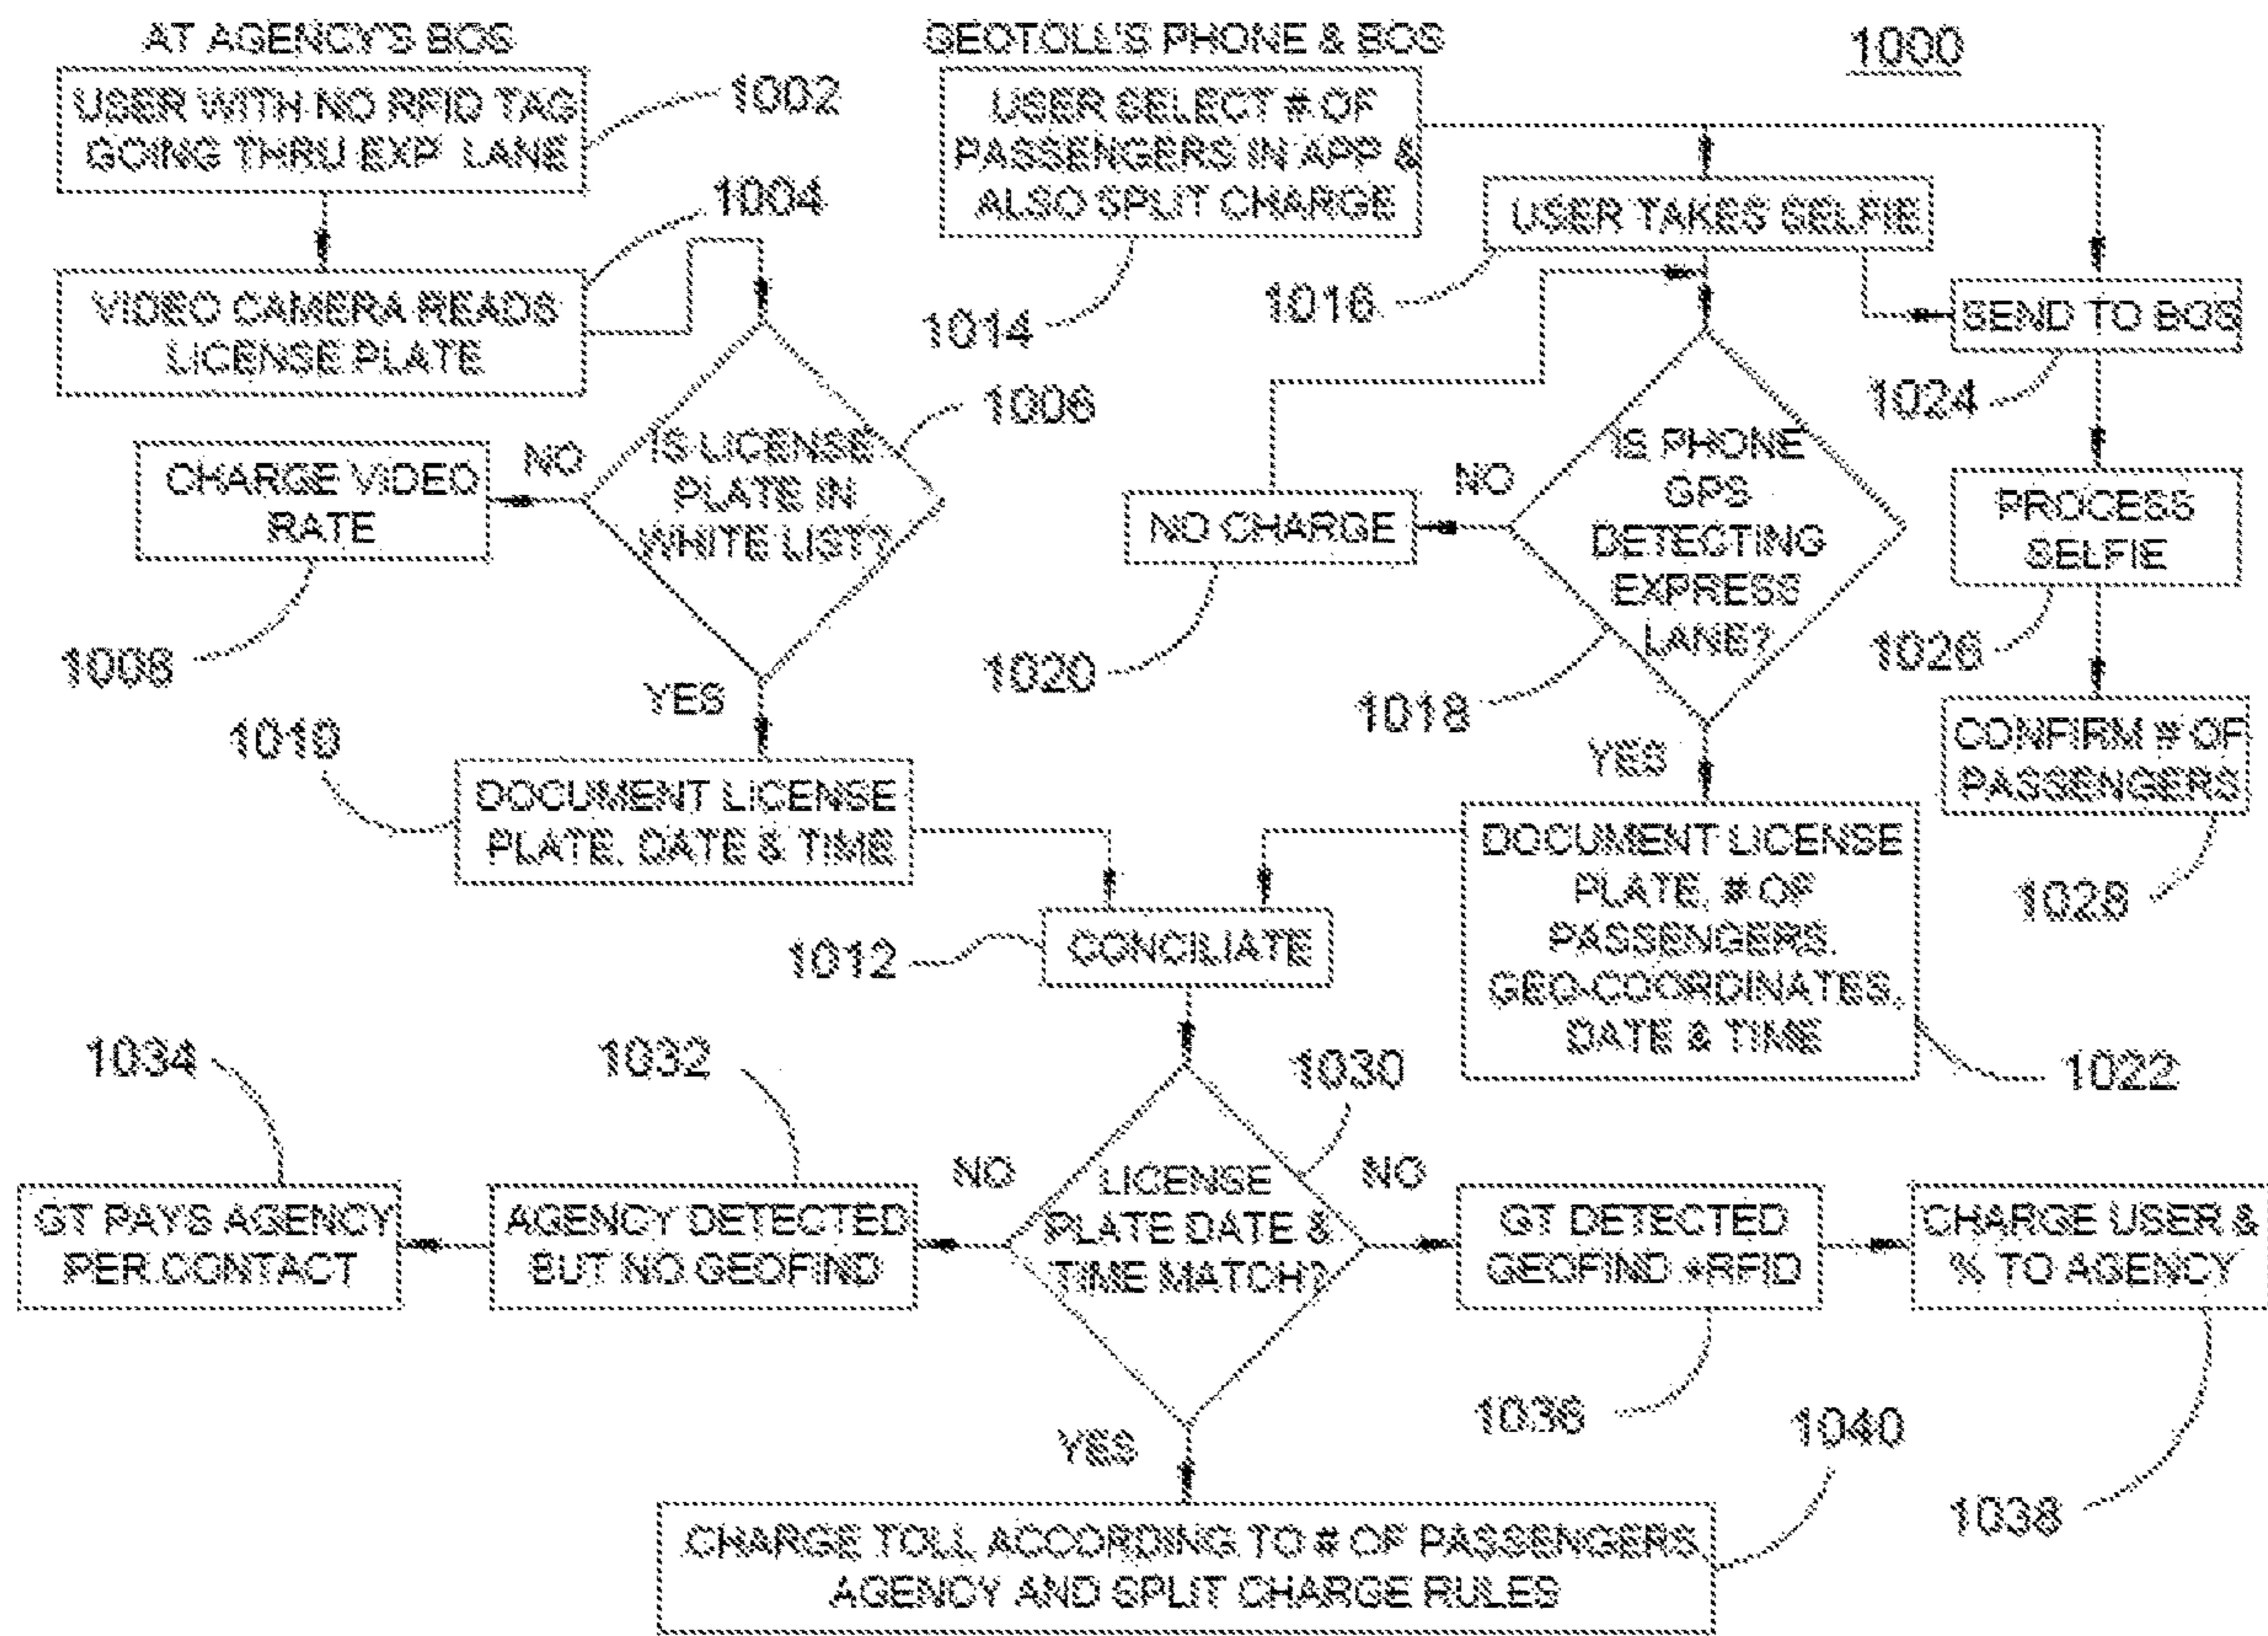 AT AGENCY'S BOS
USER WITH NO RFID TAG
GOING THRU EXP LANE
1002
VIDEO CAMERA READS
LICENSE PLATE
1004
IS LICENSE
PLATE IN
WHITE LIST?
1006
NO
CHARGE VIDEO
RATE
1008
YES
1010
DOCUMENT LICENSE
PLATE, DATE & TIME
GEOTOLL'S PHONE & BOS
1000
USER SELECT # OF
PASSENGERS IN APP &
ALSO SPLIT CHARGE
1014
USER TAKES SELFIE
1016
SEND TO BOS
1024
IS PHONE
GPS
DETECTING
EXPRESS
LANE?
1018
NO
NO CHARGE
1020
PROCESS
SELFIE
1026
CONFIRM # OF
PASSENGERS
1028
YES
DOCUMENT LICENSE
PLATE, # OF
PASSENGERS,
GEO-COORDINATES,
DATE & TIME
1022
CONCILIATE
1012
LICENSE
PLATE DATE &
TIME MATCH?
1030
NO
AGENCY DETECTED
BUT NO GEOFIND
1032
GT PAYS AGENCY
PER CONTACT
1034
NO
GT DETECTED
GEOFIND +RFID
1036
CHARGE USER &
% TO AGENCY
1038
YES
CHARGE TOLL ACCORDING TO # OF PASSENGERS
AGENCY AND SPLIT CHARGE RULES
1040